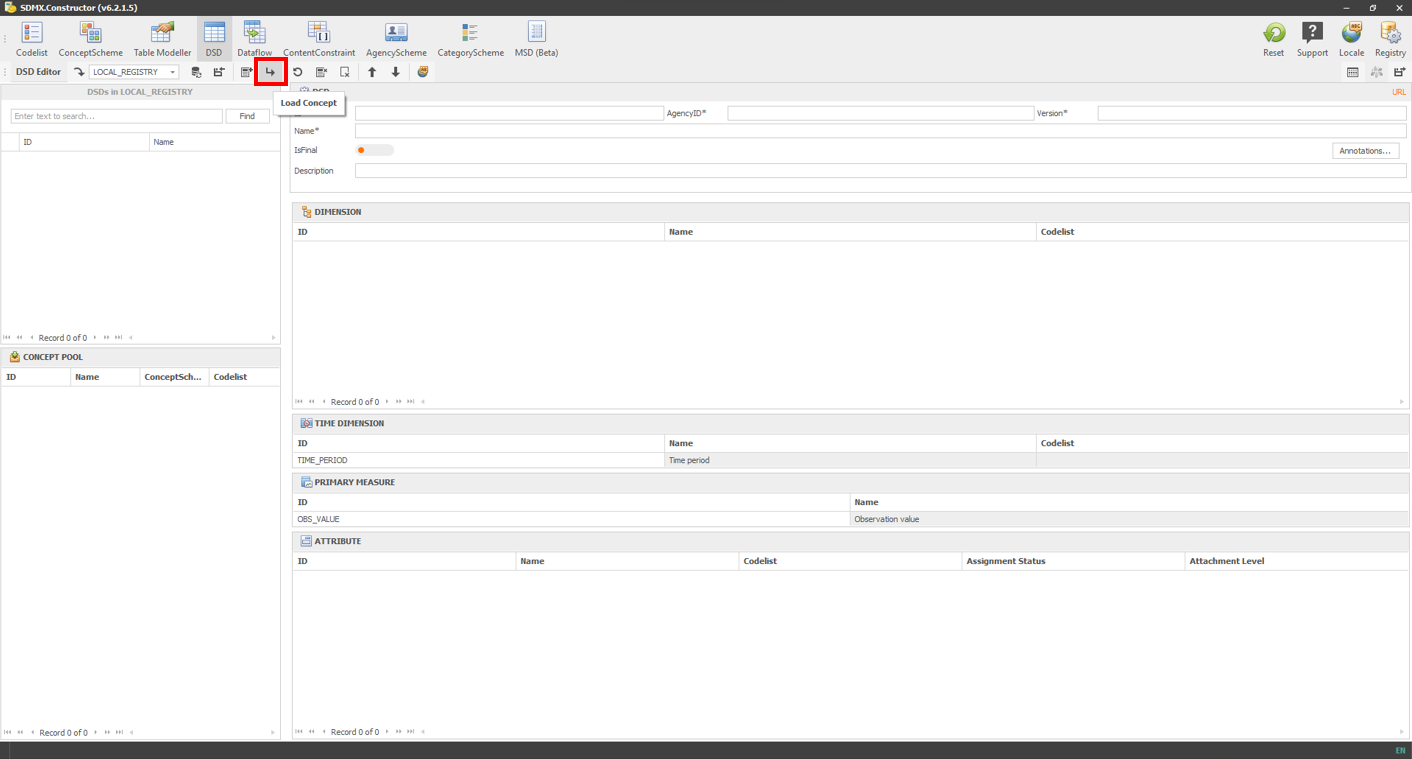 SDMX.Constructor (v6.2.1.5)
Codelist ConceptScheme Table Modeller DSD Dataflow ContentConstraint AgencyScheme CategoryScheme MSD (Beta) Reset Support Locale Registry
DSD Editor LOCAL_REGISTRY
DSDs in LOCAL_REGISTRY
URL
Load Concept
Enter text to search... Find
AgencyID* Version*
Name*
ID Name
IsFinal Annotations...
Description
DIMENSION
ID Name Codelist
Record 0 of 0
CONCEPT POOL
ID Name ConceptSch... Codelist
Record 0 of 0
TIME DIMENSION
ID Name Codelist
TIME_PERIOD Time period
PRIMARY MEASURE
ID Name
OBS_VALUE Observation value
ATTRIBUTE
ID Name Codelist Assignment Status Attachment Level
Record 0 of 0
Record 0 of 0
EN